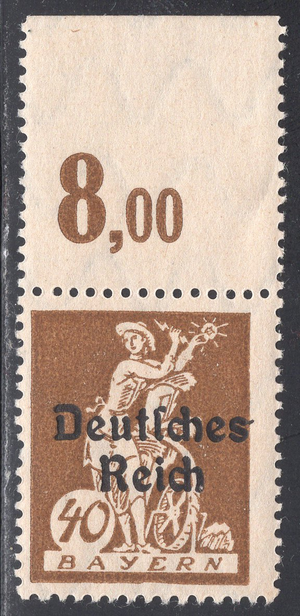 8,00
Deutſches
Reich
40
BAYERN